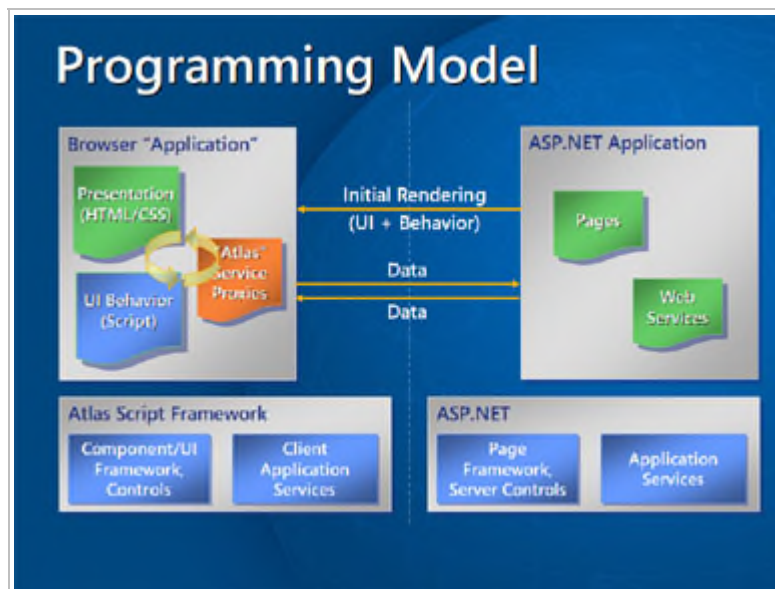 Programming Model
Browser "Application"
Presentation
(HTML/CSS)
"Atlas"
Service
Proxies
UI Behavior
(Script)
Initial Rendering
(UI + Behavior)
Data
Data
ASP.NET Application
Pages
Web
Services
Atlas Script Framework
Component/UI
Framework,
Controls
Client
Application
Services
ASP.NET
Page
Framework,
Server Controls
Application
Services